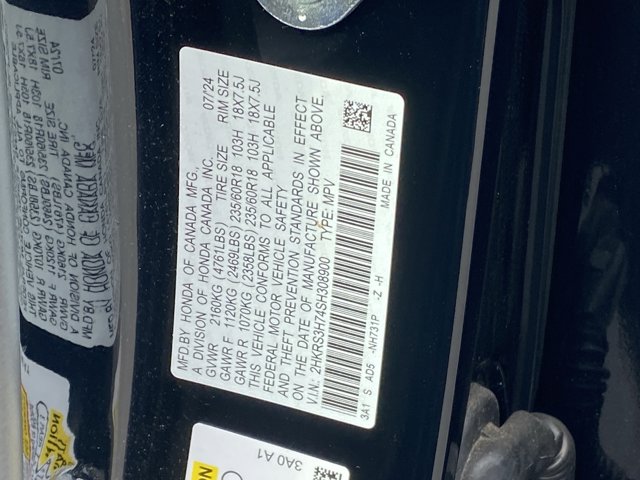 MFD.BY HONDA OF CANADA MFG.
A DIVISION OF HONDA CANADA INC. 07/24
GVWR 2160KG (4761LBS) TIRE SIZE RIM SIZE
GAWR F 1120KG (2469LBS) 235/60R18 103H 18X7.5J
GAWR R 1070KG (2358LBS) 235/60R18 103H 18X7.5J
THIS VEHICLE CONFORMS TO ALL APPLICABLE
FEDERAL MOTOR VEHICLE SAFETY
AND THEFT PREVENTION STANDARDS IN EFFECT
ON THE DATE OF MANUFACTURE SHOWN ABOVE.
V.I.N.: 2HKRS3H74SH308900 TYPE: MPV
3A1 S AD5 -NH731P -Z -H MADE IN CANADA
3A0 A1